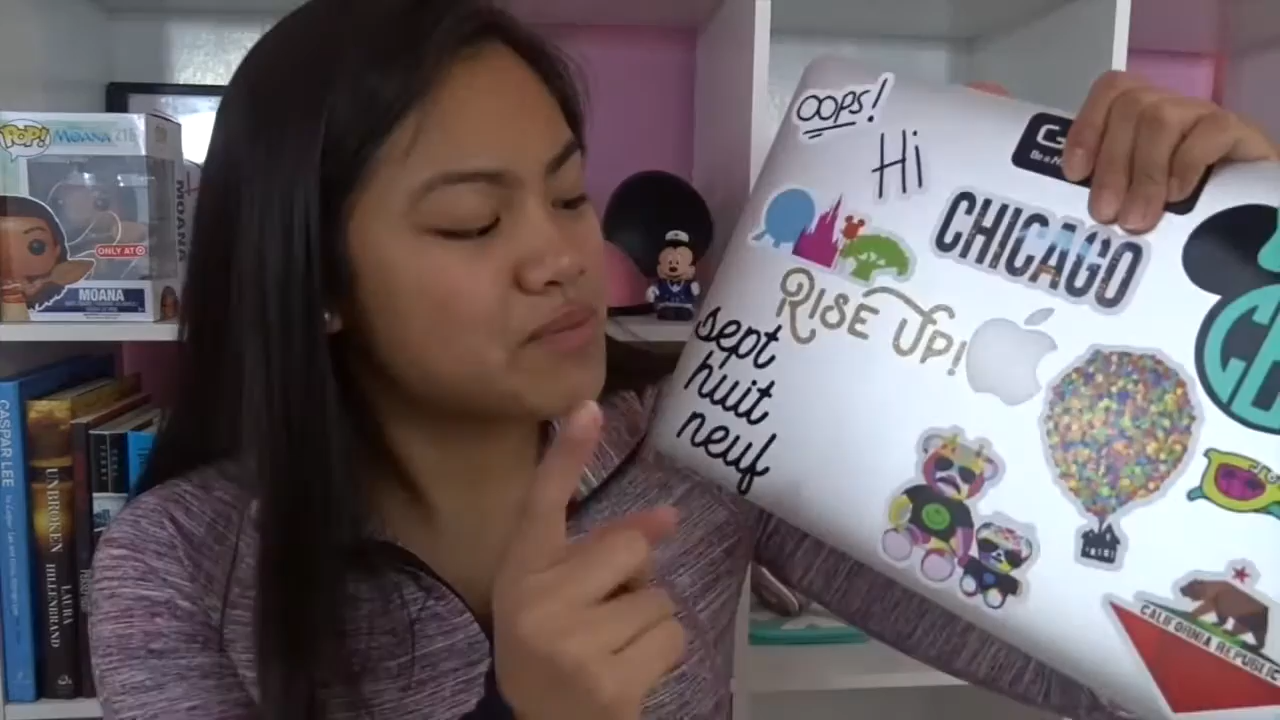 POP! MOANA 213
MOANA
ONLY AT
MOANA
CASPAR LEE
UNBROKEN
LAURA
HILLENBRAND
OOPS!
Hi
CHICAGO
RISE UP!
sept
huit
neuf
CALIFORNIA REPUBLIC